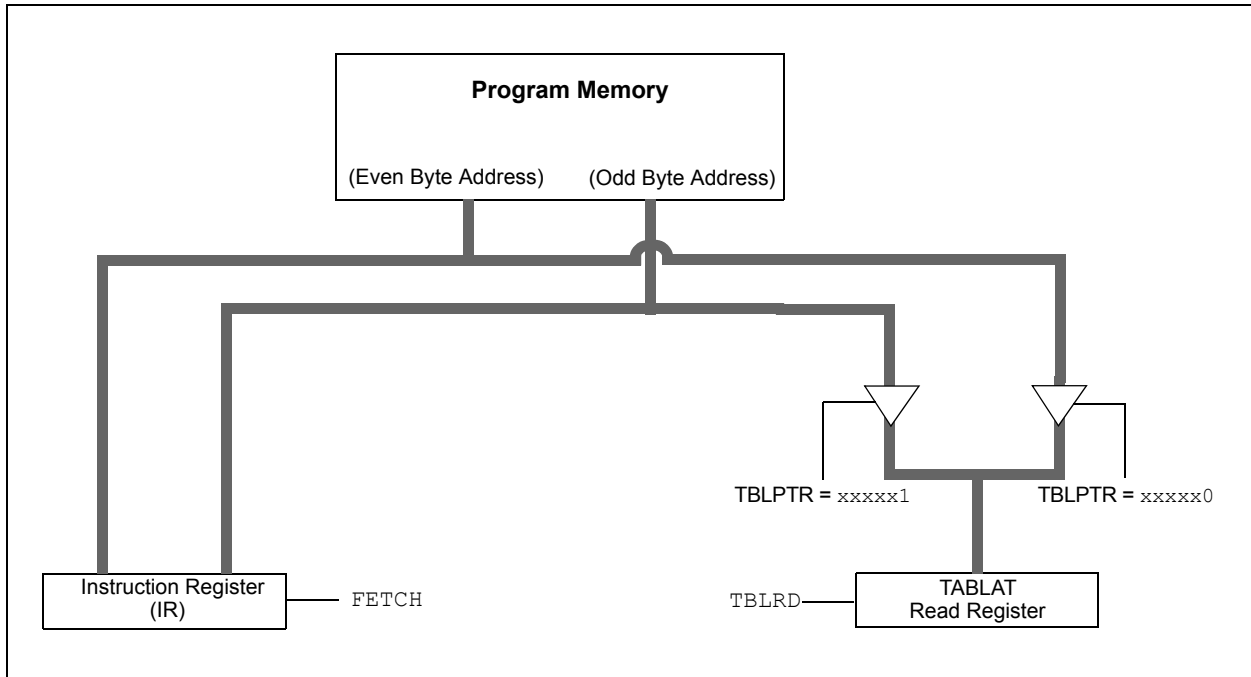 Program Memory
(Even Byte Address) (Odd Byte Address)
TBLPTR = xxxxx1
TBLPTR = xxxxx0
Instruction Register
(IR)
FETCH
TBLRD
TABLAT
Read Register